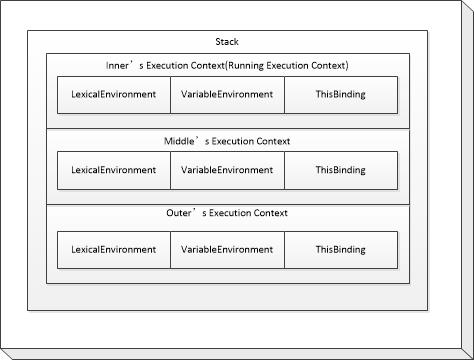 Stack
Inner’s Execution Context(Running Execution Context)
LexicalEnvironment VariableEnvironment ThisBinding
Middle’s Execution Context
LexicalEnvironment VariableEnvironment ThisBinding
Outer’s Execution Context
LexicalEnvironment VariableEnvironment ThisBinding